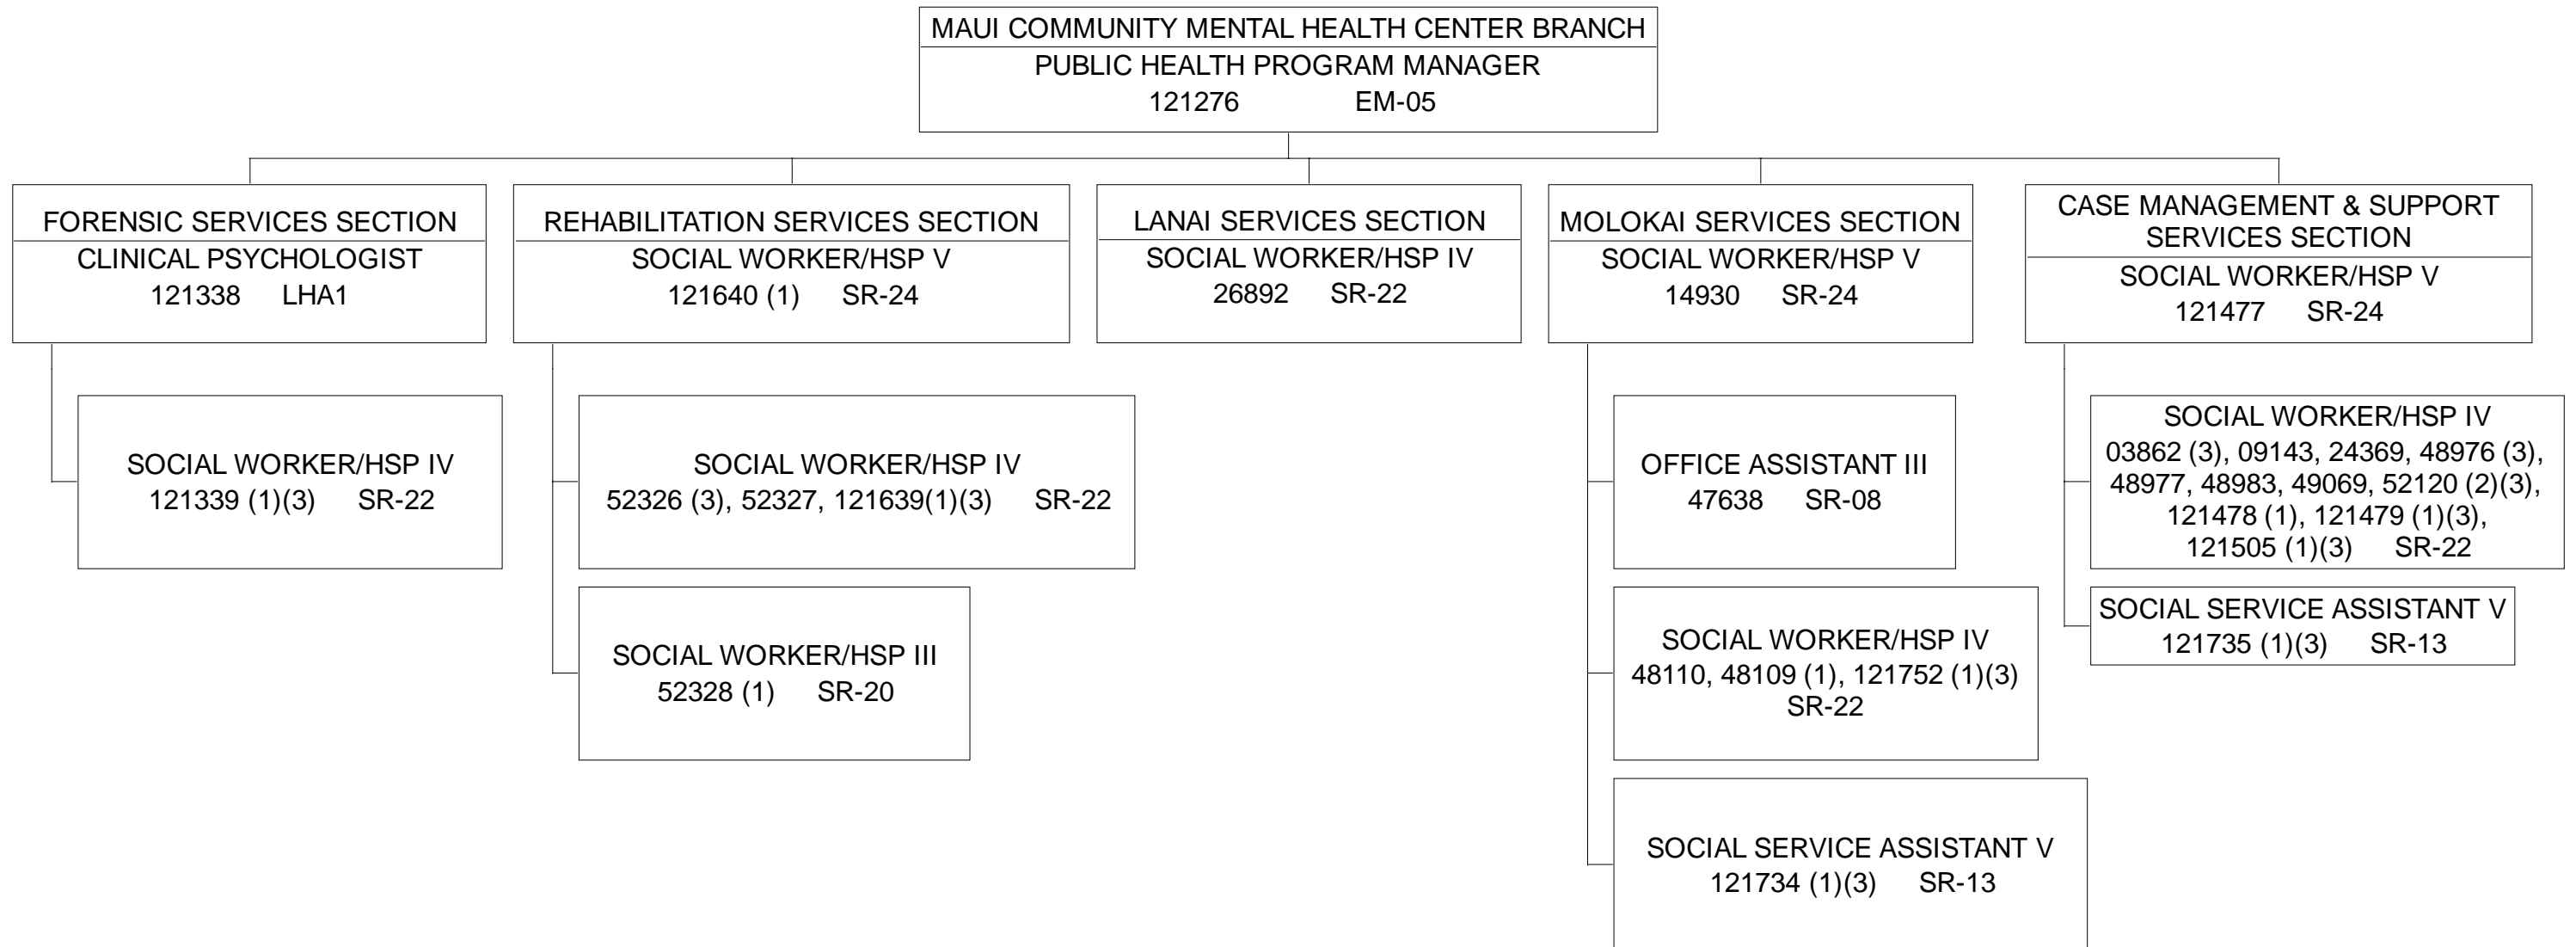 MAUI COMMUNITY MENTAL HEALTH CENTER BRANCH
PUBLIC HEALTH PROGRAM MANAGER
121276 EM-05
FORENSIC SERVICES SECTION
CLINICAL PSYCHOLOGIST
121338 LHA1
SOCIAL WORKER/HSP IV
121339 (1)(3) SR-22
REHABILITATION SERVICES SECTION
SOCIAL WORKER/HSP V
121640 (1) SR-24
SOCIAL WORKER/HSP IV
52326 (3), 52327, 121639(1)(3) SR-22
SOCIAL WORKER/HSP III
52328 (1) SR-20
LANAI SERVICES SECTION
SOCIAL WORKER/HSP IV
26892 SR-22
MOLOKAI SERVICES SECTION
SOCIAL WORKER/HSP V
14930 SR-24
OFFICE ASSISTANT III
47638 SR-08
SOCIAL WORKER/HSP IV
48110, 48109 (1), 121752 (1)(3)
SR-22
SOCIAL SERVICE ASSISTANT V
121734 (1)(3) SR-13
CASE MANAGEMENT & SUPPORT
SERVICES SECTION
SOCIAL WORKER/HSP V
121477 SR-24
SOCIAL WORKER/HSP IV
03862 (3), 09143, 24369, 48976 (3),
48977, 48983, 49069, 52120 (2)(3),
121478 (1), 121479 (1)(3),
121505 (1)(3) SR-22
SOCIAL SERVICE ASSISTANT V
121735 (1)(3) SR-13